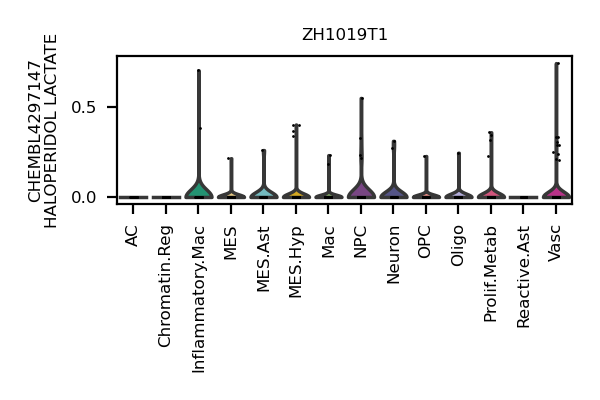 ZH1019T1
CHEMBL4297147
HALOPERIDOL LACTATE
0.5
0.0
AC
Chromatin.Reg
Inflammatory.Mac
MES
MES.Ast
MES.Hyp
Mac
NPC
Neuron
OPC
Oligo
Prolif.Metab
Reactive.Ast
Vasc